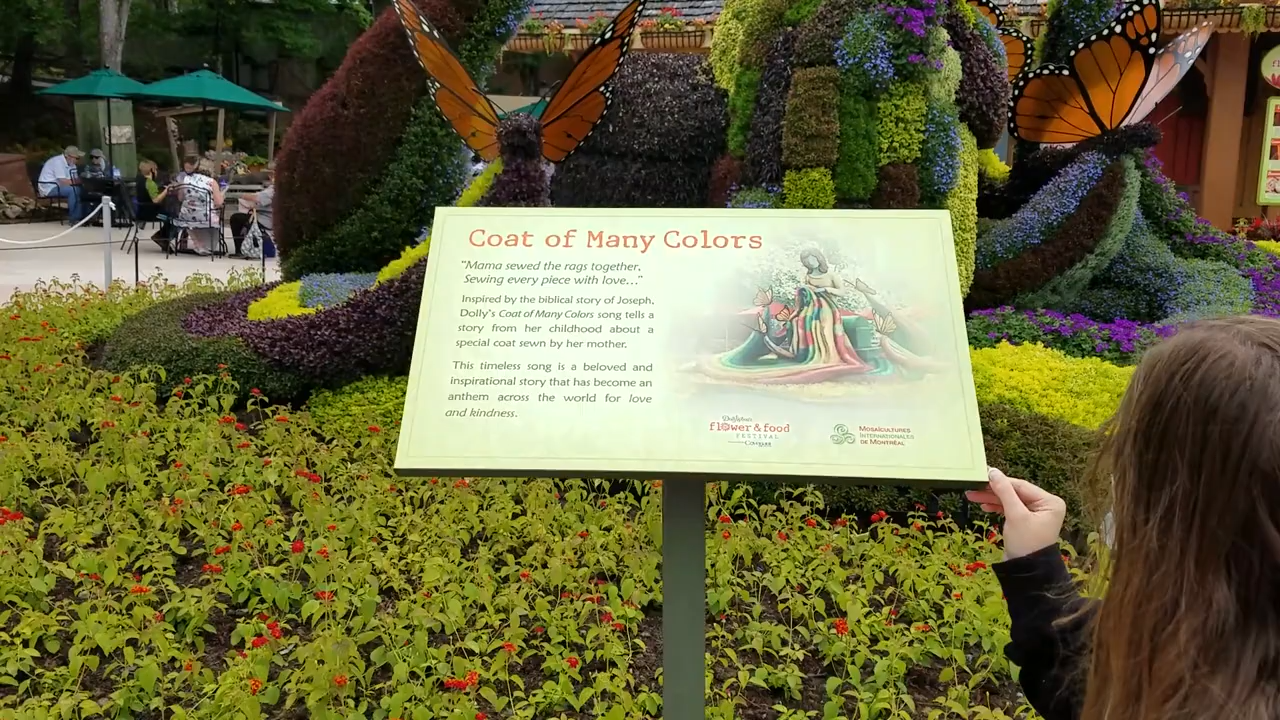 Coat of Many Colors
"Mama sewed the rags together,
Sewing every piece with love..."
Inspired by the biblical story of Joseph,
Dolly's Coat of Many Colors song tells a
story from her childhood about a
special coat sewn by her mother.
This timeless song is a beloved and
inspirational story that has become an
anthem across the world for love
and kindness.
Dollywood's
flower & food
FESTIVAL
MOSAÏCULTURES
INTERNATIONALES
DE MONTRÉAL